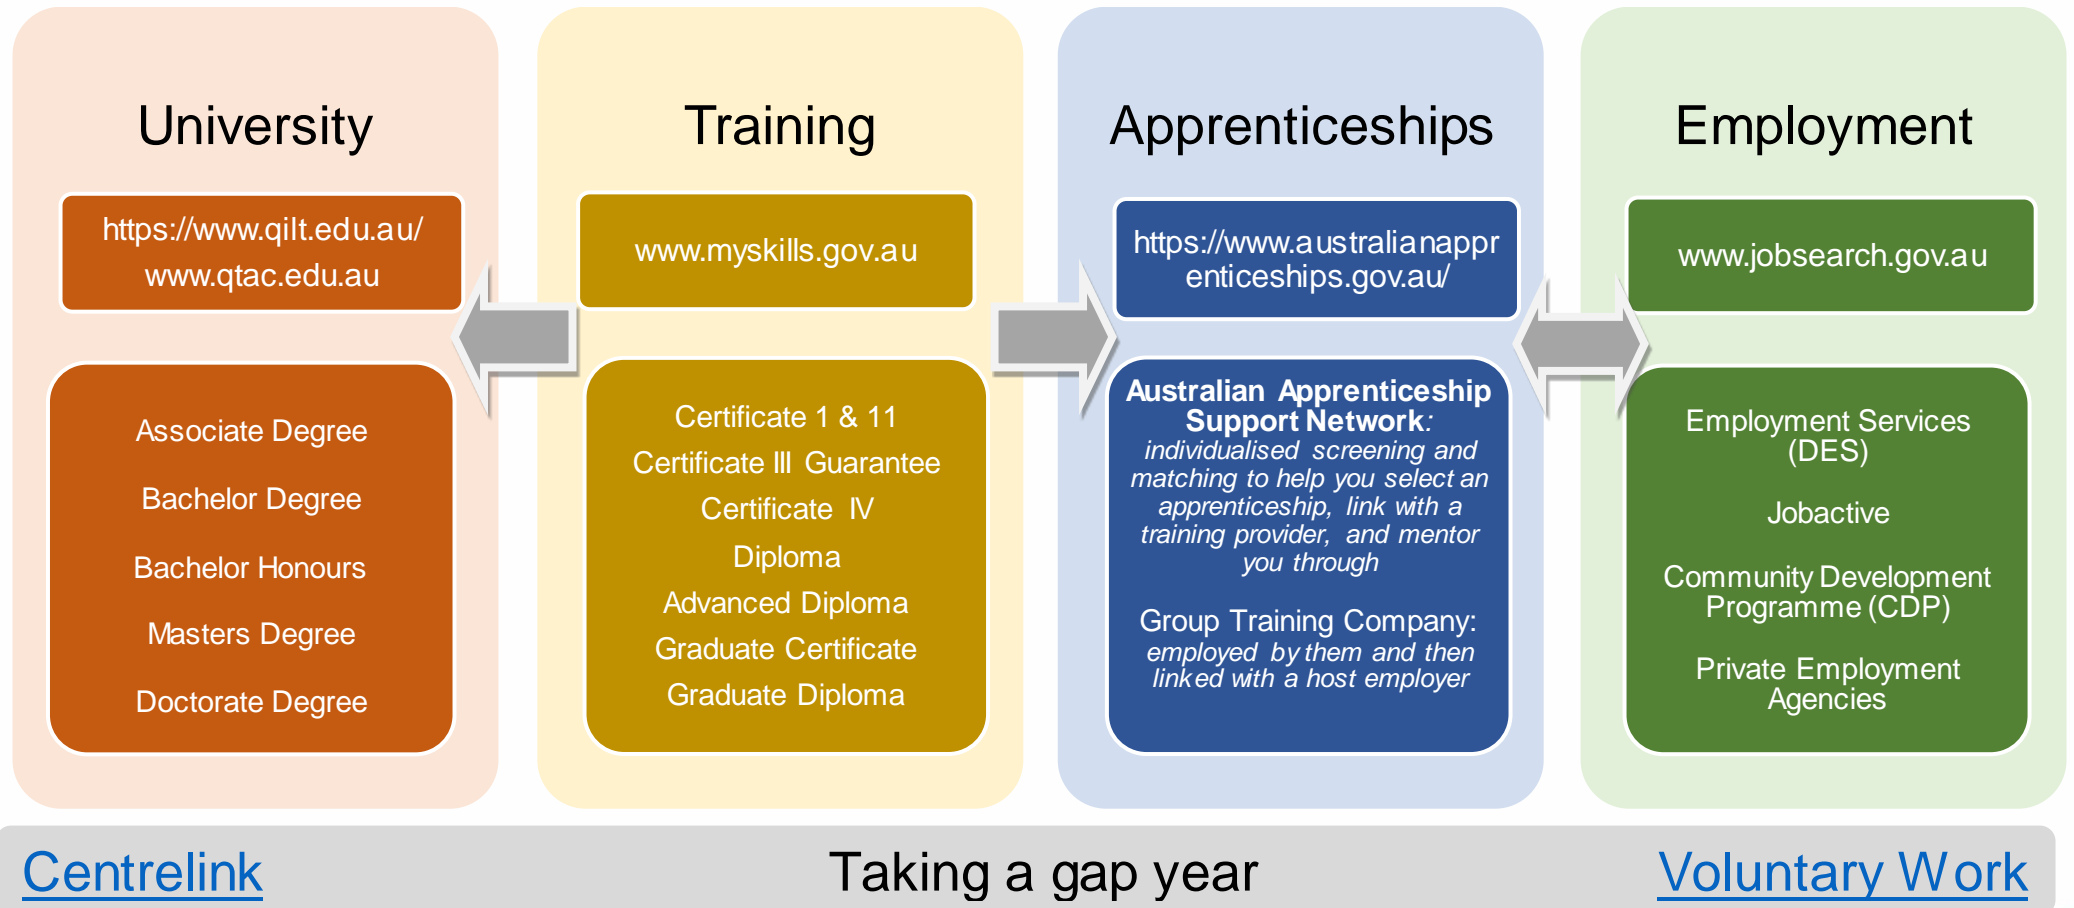 University
https://www.qilt.edu.au/
www.qtac.edu.au
Associate Degree
Bachelor Degree
Bachelor Honours
Masters Degree
Doctorate Degree
Training
www.myskills.gov.au
Certificate 1 & 11
Certificate III Guarantee
Certificate IV
Diploma
Advanced Diploma
Graduate Certificate
Graduate Diploma
Apprenticeships
https://www.australianappr
enticeships.gov.au/
Australian Apprenticeship
Support Network:
individualised screening and
matching to help you select an
apprenticeship, link with a
training provider, and mentor
you through
Group Training Company:
employed by them and then
linked with a host employer
Employment
www.jobsearch.gov.au
Employment Services
(DES)
Jobactive
Community Development
Programme (CDP)
Private Employment
Agencies
Centrelink
Taking a gap year
Voluntary Work